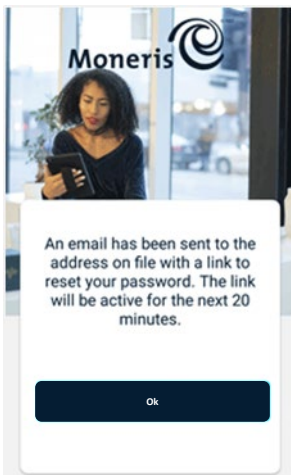 Moneris
An email has been sent to the
address on file with a link to
reset your password. The link
will be active for the next 20
minutes.
Ok